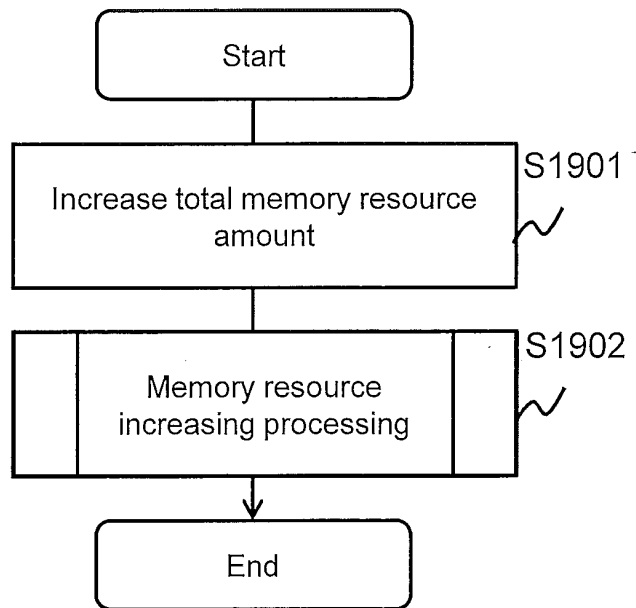 Start
S1901
Increase total memory resource
amount
S1902
Memory resource
increasing processing
End